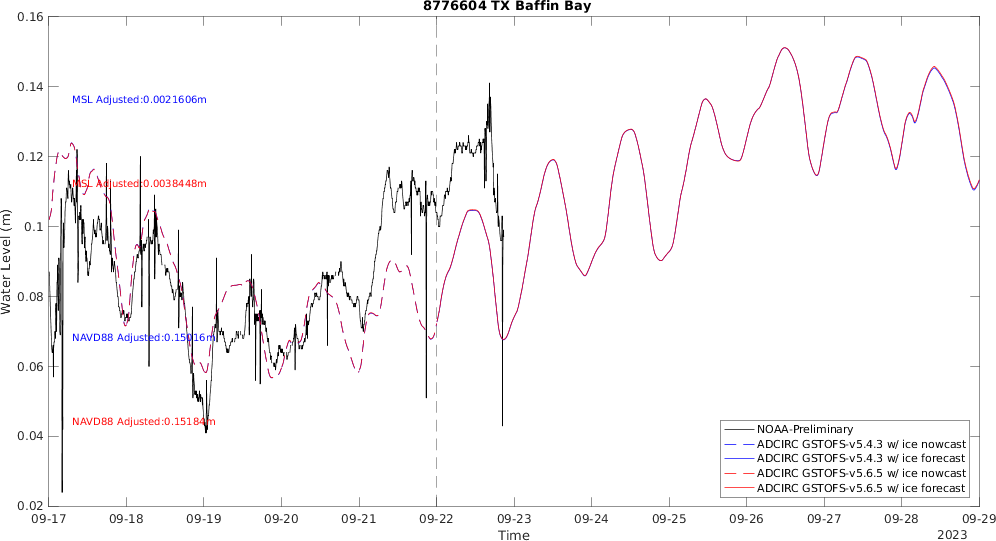 8776604 TX Baffin Bay
0.16
0.14
0.12
0.1
0.08
0.06
0.04
0.02
Water Level (m)
MSL Adjusted:0.0021606m
MSL Adjusted:0.0038448m
NAVD88 Adjusted:0.15016m
NAVD88 Adjusted:0.15184m
NOAA-Preliminary
ADCIRC GSTOFS-v5.4.3 w/ ice nowcast
ADCIRC GSTOFS-v5.4.3 w/ ice forecast
ADCIRC GSTOFS-v5.6.5 w/ ice nowcast
ADCIRC GSTOFS-v5.6.5 w/ ice forecast
09-17 09-18 09-19 09-20 09-21 09-22 09-23 09-24 09-25 09-26 09-27 09-28 09-29
Time
2023